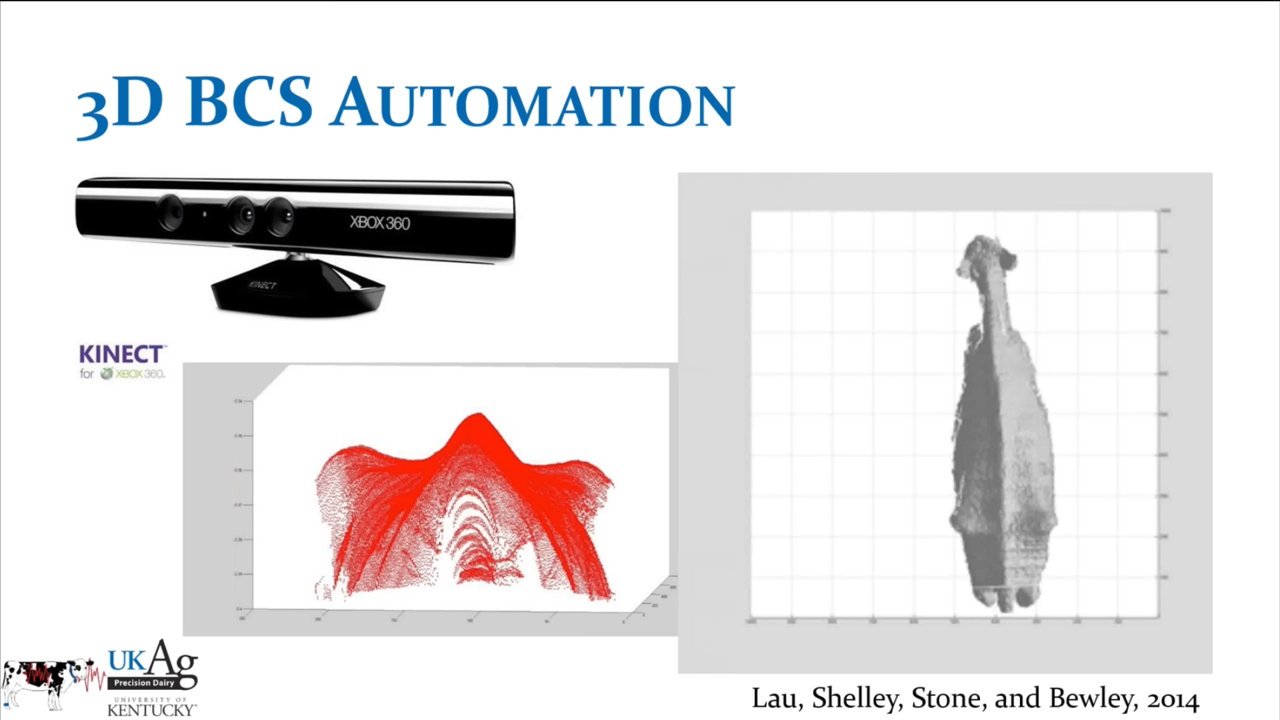 3D BCS AUTOMATION
XBOX 360
KINECT
KINECT
for XBOX 360.
UKAg
Precision Dairy
UNIVERSITY OF
KENTUCKY
Lau, Shelley, Stone, and Bewley, 2014